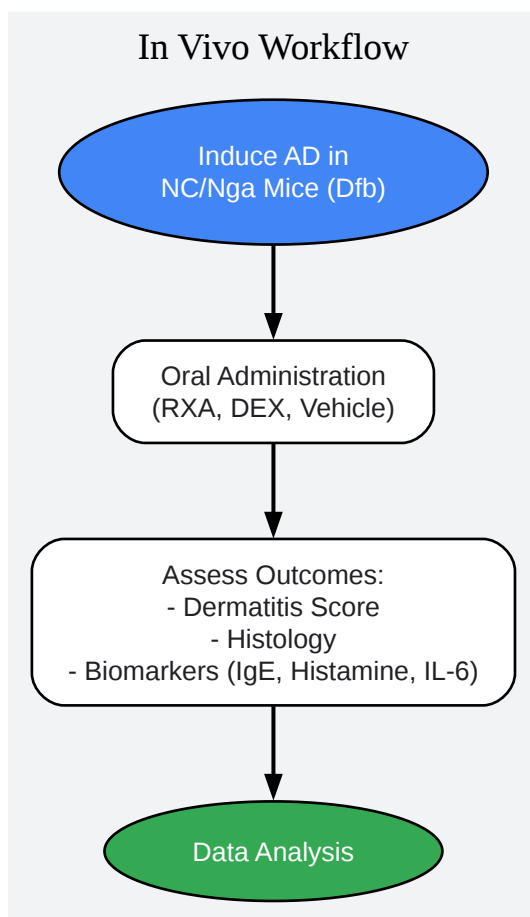 In Vivo Workflow
Induce AD in
NC/Nga Mice (Dfb)
Oral Administration
(RXA, DEX, Vehicle)
Assess Outcomes:
- Dermatitis Score
- Histology
- Biomarkers (IgE, Histamine, IL-6)
Data Analysis